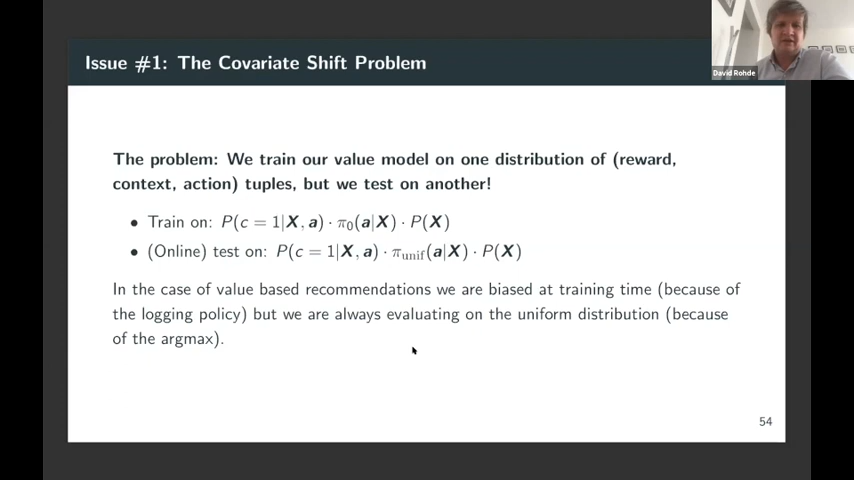 Issue #1: The Covariate Shift Problem
David Rohde
The problem: We train our value model on one distribution of (reward,
context, action) tuples, but we test on another!
• Train on: P(c = 1|X, a) · π₀(a|X) · P(X)
• (Online) test on: P(c = 1|X, a) · π_unif(a|X) · P(X)
In the case of value based recommendations we are biased at training time (because of
the logging policy) but we are always evaluating on the uniform distribution (because
of the argmax).
54